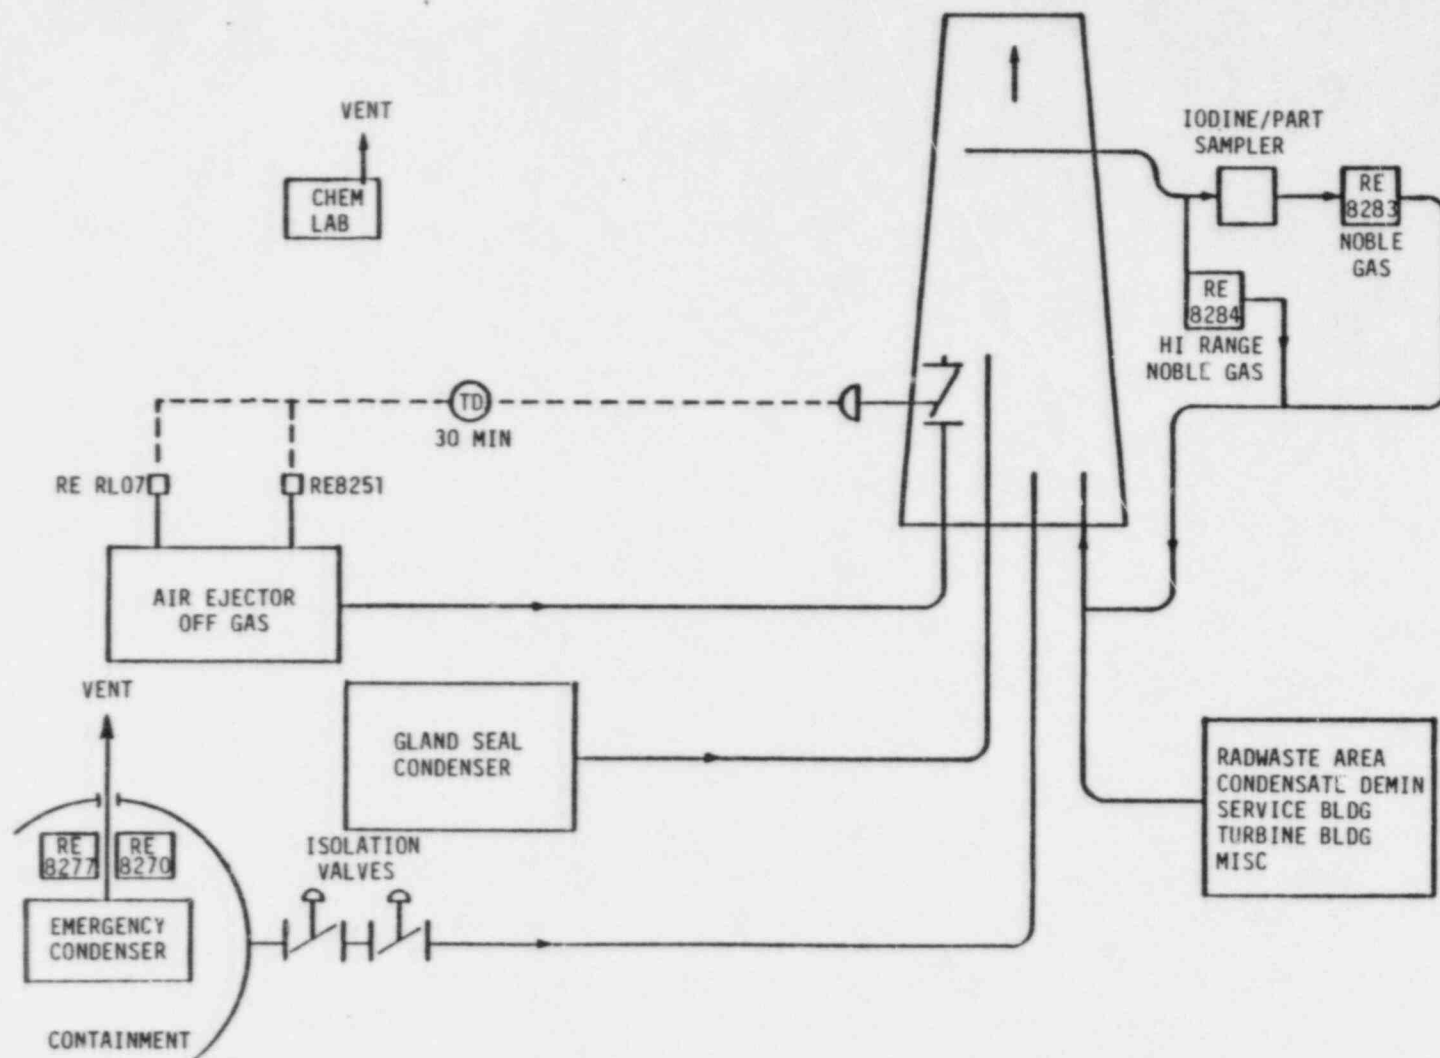 VENT
CHEM
LAB
IODINE/PART
SAMPLER
RE
8283
NOBLE
GAS
RE
8284
HI RANGE
NOBLE GAS
TD
30 MIN
RE RL07
RE8251
AIR EJECTOR
OFF GAS
VENT
GLAND SEAL
CONDENSER
RADWASTE AREA
CONDENSATL DEMIN
SERVICE BLDG
TURBINE BLDG
MISC
RE
8277
RE
8270
ISOLATION
VALVES
EMERGENCY
CONDENSER
CONTAINMENT